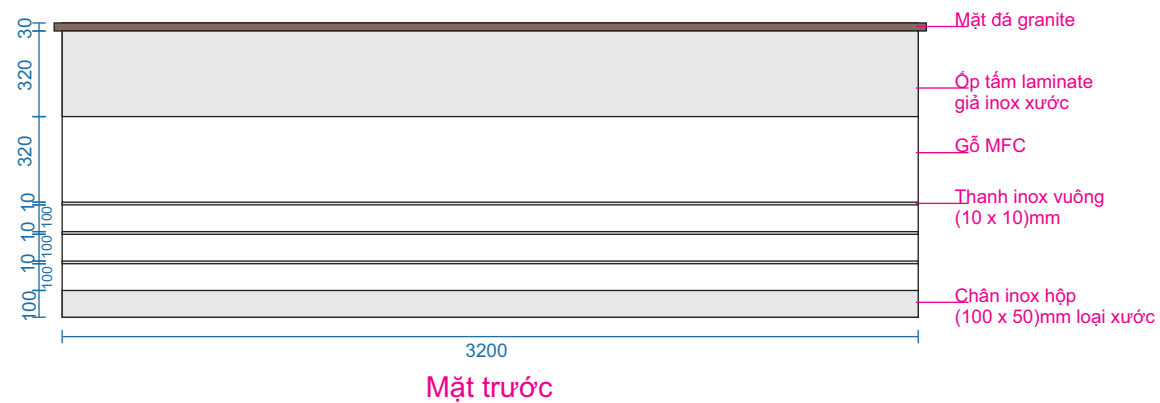 30
Mặt đá granite
320
Ốp tấm laminate
giả inox xước
320
Gỗ MFC
10
Thanh inox vuông
(10 x 10)mm
100
10
100
10
100
100
Chân inox hộp
(100 x 50)mm loại xước
3200
Mặt trước